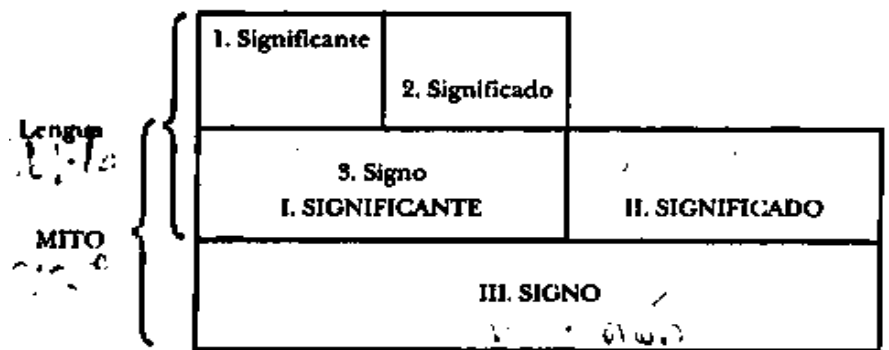 1. Significante
2. Significado
Lengua
3. Signo
I. SIGNIFICANTE
II. SIGNIFICADO
MITO
III. SIGNO